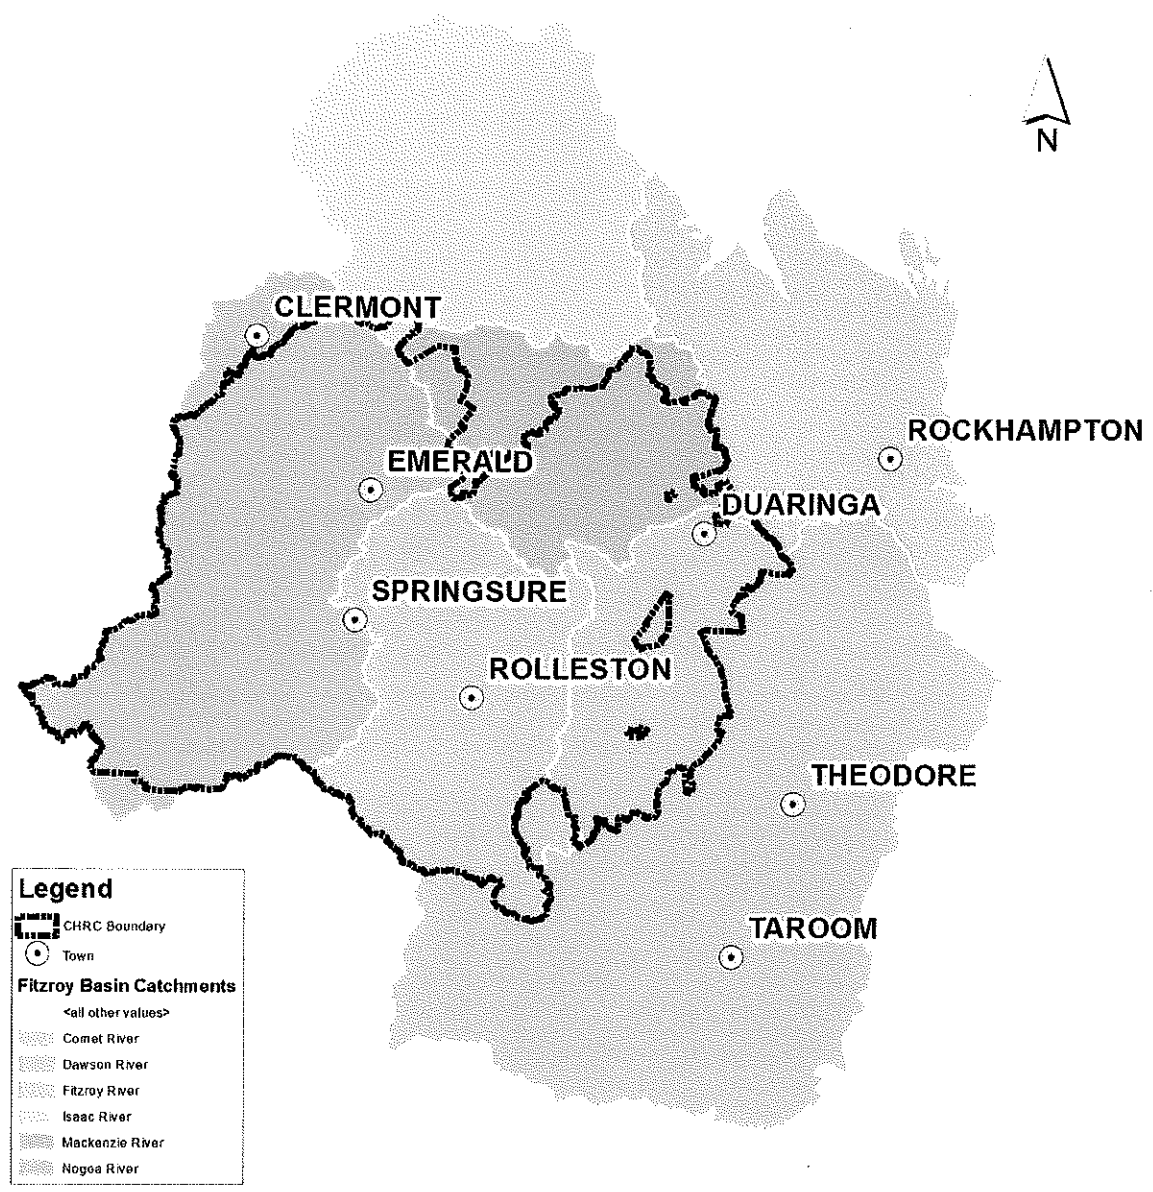 N
CLERMONT
ROCKHAMPTON
EMERALD
DUARINGA
SPRINGSURE
ROLLESTON
THEODORE
TAROOM
Legend
CHRC Boundary
Town
Fitzroy Basin Catchments
<all other values>
Comet River
Dawson River
Fitzroy River
Isaac River
Mackenzie River
Nogoa River